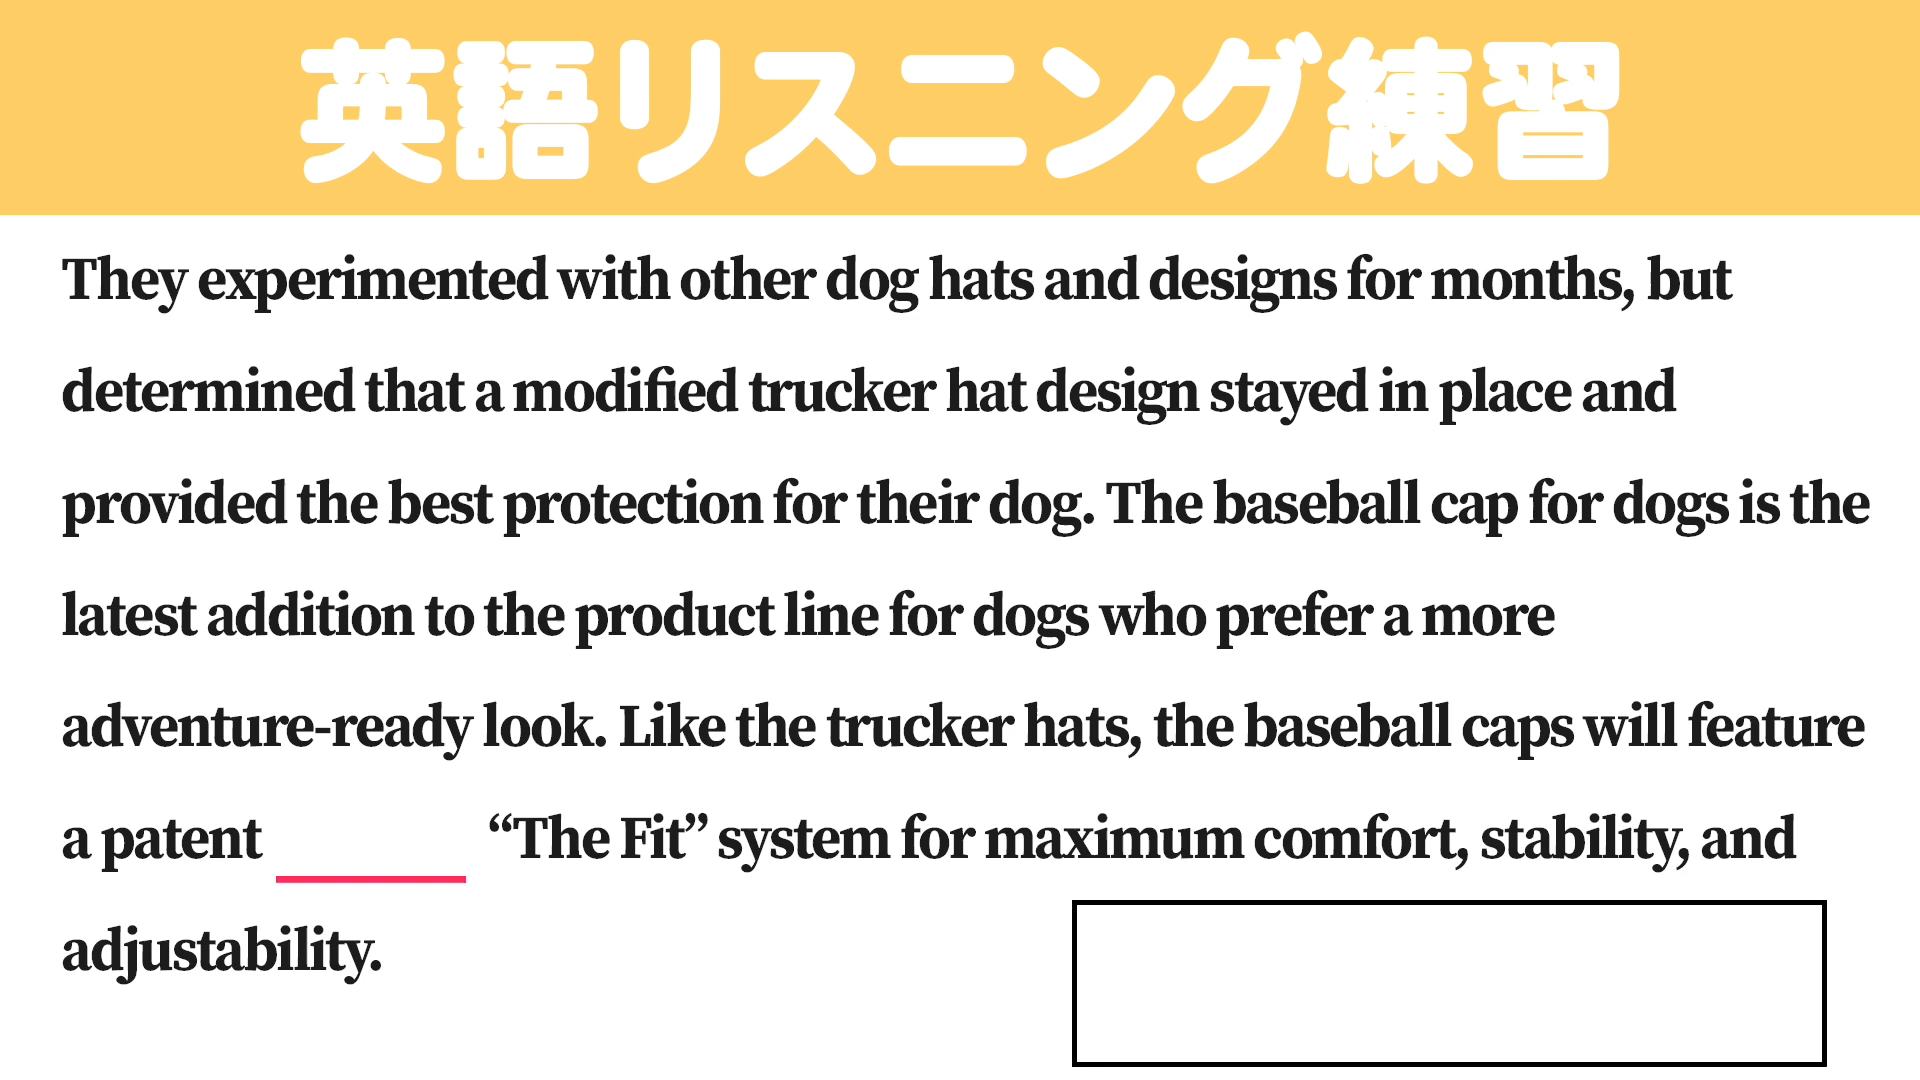 英語リスニング練習
They experimented with other dog hats and designs for months, but
determined that a modified trucker hat design stayed in place and
provided the best protection for their dog. The baseball cap for dogs is the
latest addition to the product line for dogs who prefer a more
adventure-ready look. Like the trucker hats, the baseball caps will feature
a patent “The Fit” system for maximum comfort, stability, and
adjustability.